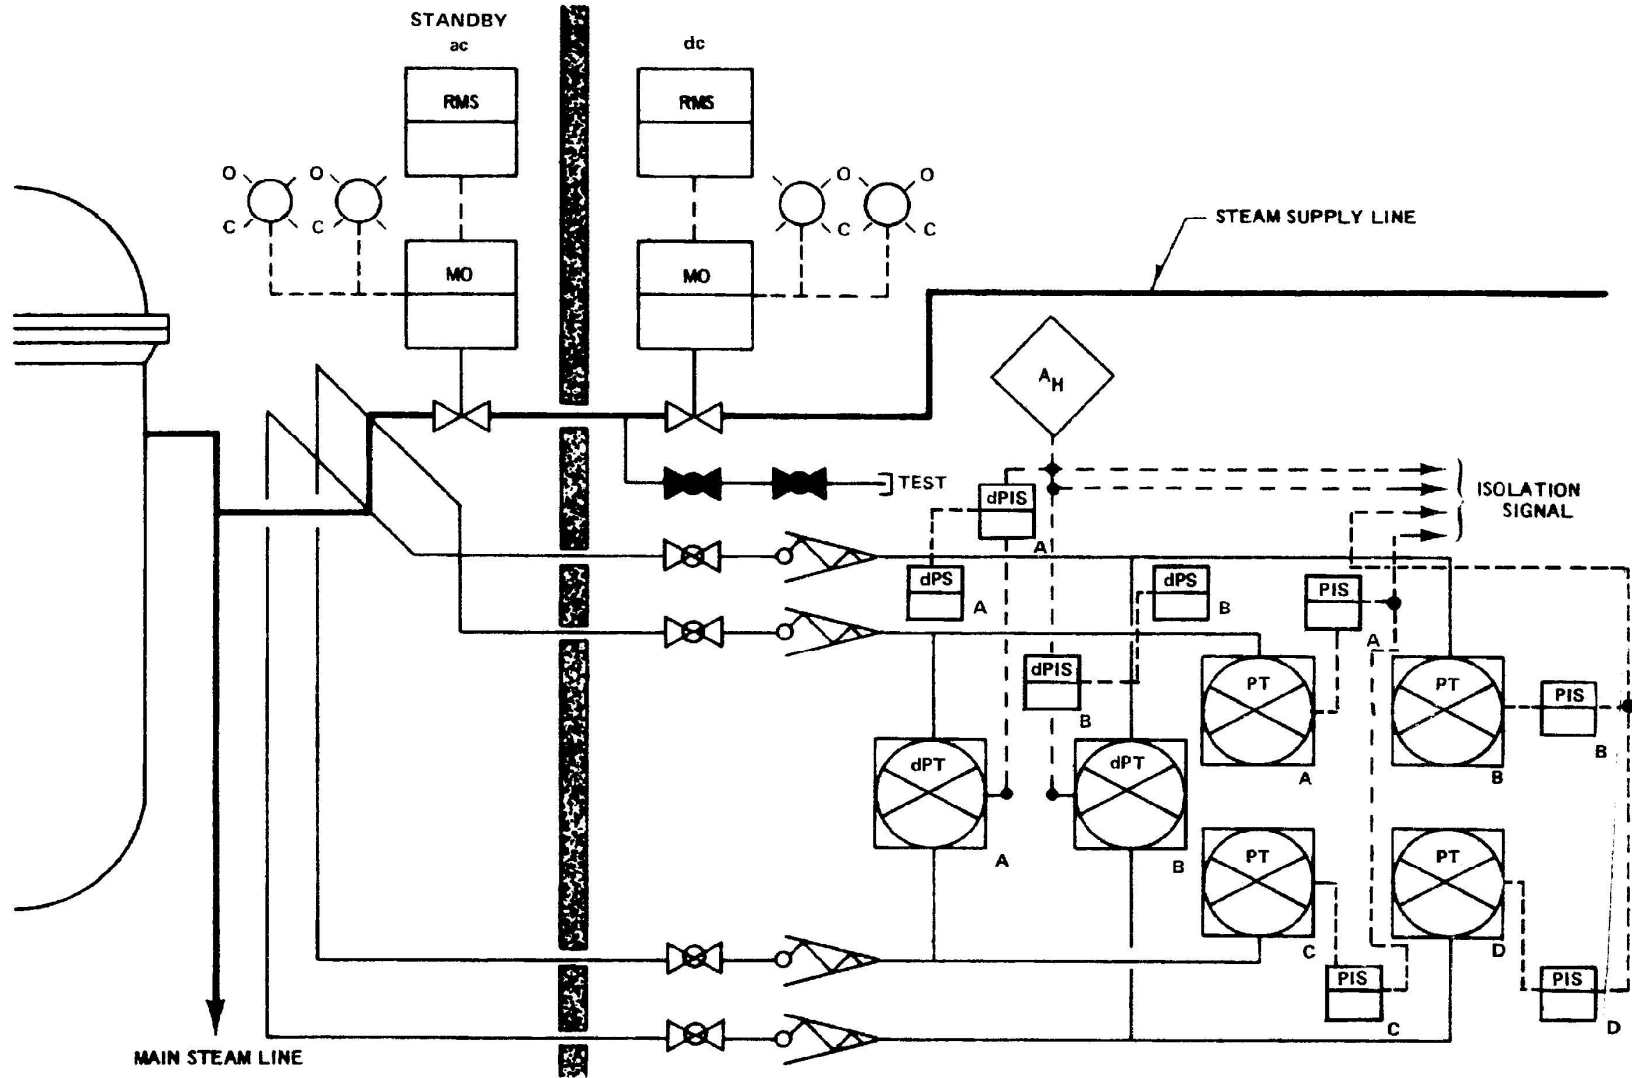 STANDBY
ac
dc
RMS
RMS
O
O
O
O
C
C
C
C
MO
MO
STEAM SUPPLY LINE
AH
TEST
dPIS
A
ISOLATION
SIGNAL
dPS
A
dPS
B
PIS
A
dPIS
B
PT
A
PT
B
PIS
B
dPT
A
dPT
B
PT
C
PT
D
PIS
C
PIS
D
MAIN STEAM LINE